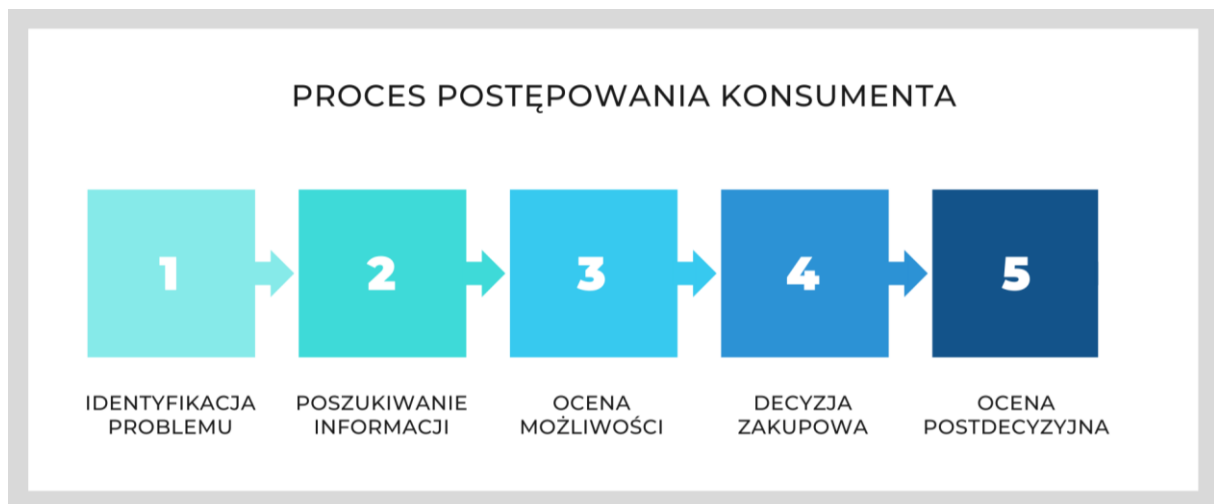 PROCES POSTĘPOWANIA KONSUMENTA
1
2
3
4
5
IDENTYFIKACJA
PROBLEMU
POSZUKIWANIE
INFORMACJI
OCENA
MOŻLIWOŚCI
DECYZJA
ZAKUPOWA
OCENA
POSTDECYZYJNA